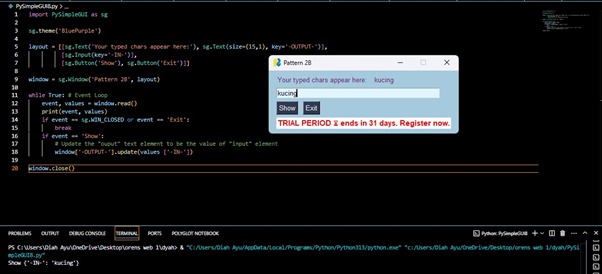 PySimpleGUI8.py > ...
1 import PySimpleGUI as sg
2
3 sg.theme('BluePurple')
4
5 layout = [[sg.Text('Your typed chars appear here:'), sg.Text(size=(15,1), key='-OUTPUT-')],
6 [sg.Input(key='-IN-')],
7 [sg.Button('Show'), sg.Button('Exit')]]
8
9 window = sg.Window('Pattern 2B', layout)
10
11 while True: # Event Loop
12 event, values = window.read()
13 print(event, values)
14 if event == sg.WIN_CLOSED or event == 'Exit':
15 break
16 if event == 'Show':
17 # Update the "ouput" text element to be the value of "input" element
18 window['-OUTPUT-'].update(values ['-IN-'])
19
20 window.close()
Pattern 2B
Your typed chars appear here: kucing
kucing
Show Exit
TRIAL PERIOD ⏳ ends in 31 days. Register now.
PROBLEMS OUTPUT DEBUG CONSOLE TERMINAL PORTS POLYGLOT NOTEBOOK
Python: PySimpleGUI8
PS C:\Users\Diah Ayu\OneDrive\Desktop\orens web 1\dyah> & "C:/Users/Diah Ayu/AppData/Local/Programs/Python/Python313/python.exe" "c:/Users/Diah Ayu/OneDrive/Desktop/orens web 1/dyah/PySi
mpleGUI8.py"
Show {'-IN-': 'kucing'}